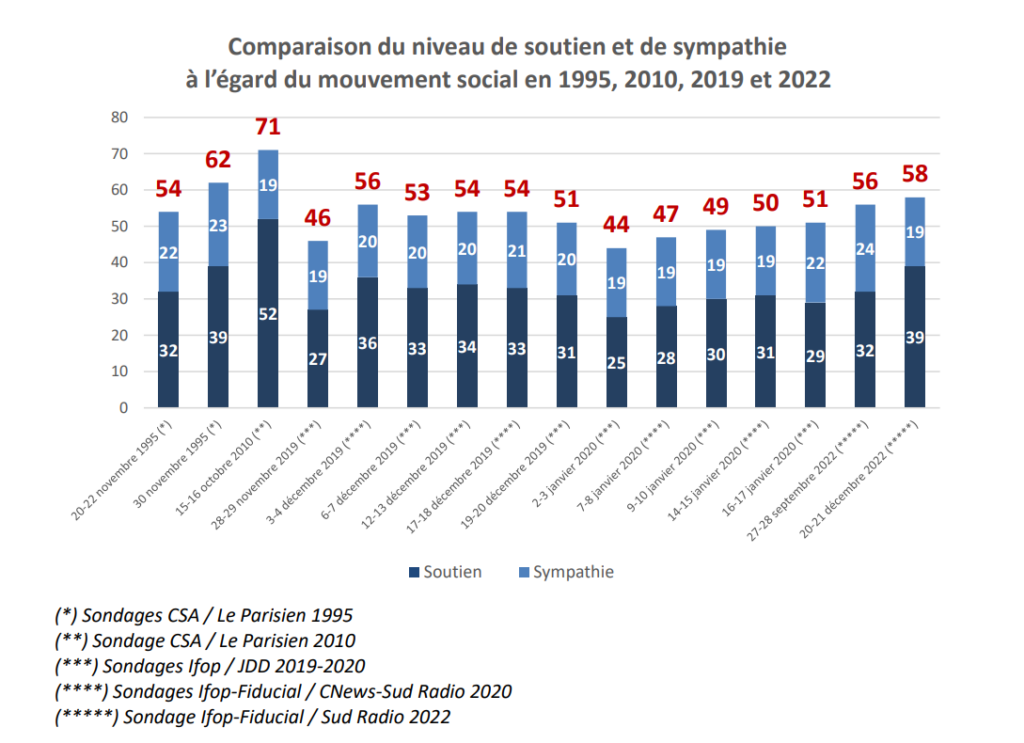 Comparaison du niveau de soutien et de sympathie
à l’égard du mouvement social en 1995, 2010, 2019 et 2022
80
70
60
50
40
30
20
10
0
54
62
71
46
56
53
54
54
51
44
47
49
50
51
56
58
22
23
19
19
20
20
20
21
20
19
19
19
19
22
24
19
32
39
52
27
36
33
34
33
31
25
28
30
31
29
32
39
20-22 novembre 1995 (*)
30 novembre 1995 (*)
15-16 octobre 2010 (**)
28-29 novembre 2019 (***)
3-4 décembre 2019 (****)
6-7 décembre 2019 (***)
12-13 décembre 2019 (***)
17-18 décembre 2019 (****)
19-20 décembre 2019 (***)
2-3 janvier 2020 (***)
7-8 janvier 2020 (****)
9-10 janvier 2020 (***)
14-15 janvier 2020 (****)
16-17 janvier 2020 (***)
27-28 septembre 2022 (*****)
20-21 décembre 2022 (*****)
Soutien
Sympathie
(*) Sondages CSA / Le Parisien 1995
(**) Sondage CSA / Le Parisien 2010
(***) Sondages Ifop / JDD 2019-2020
(****) Sondages Ifop-Fiducial / CNews-Sud Radio 2020
(*****) Sondage Ifop-Fiducial / Sud Radio 2022